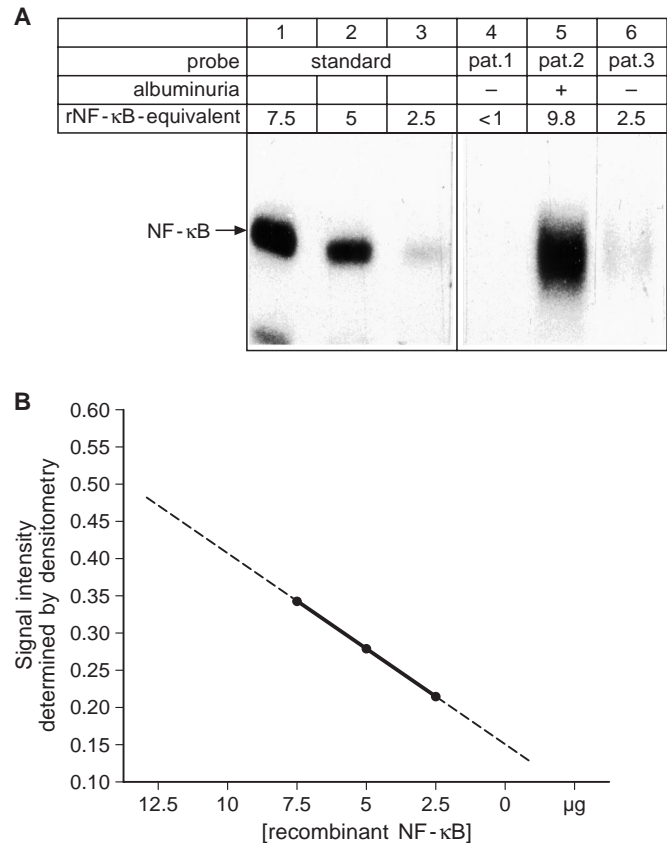 A
1 2 3 4 5 6
probe standard pat.1 pat.2 pat.3
albuminuria – + –
rNF-κB-equivalent 7.5 5 2.5 <1 9.8 2.5
NF-κB
B
0.60
0.50
0.45
0.40
0.35
0.30
0.25
0.20
0.15
0.10
Signal intensity
determined by densitometry
12.5 10 7.5 5 2.5 0 μg
[recombinant NF-κB]